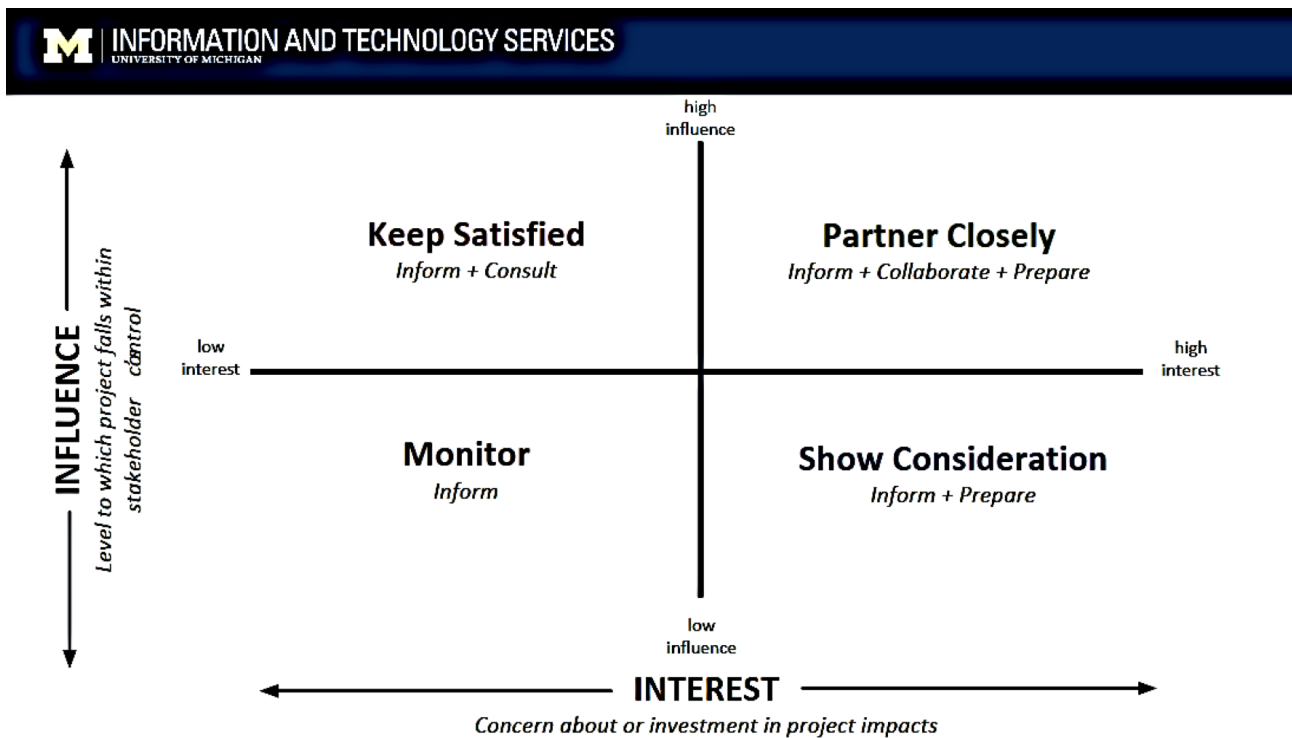 M
INFORMATION AND TECHNOLOGY SERVICES
UNIVERSITY OF MICHIGAN
high
influence
Keep Satisfied
Inform + Consult
Partner Closely
Inform + Collaborate + Prepare
INFLUENCE
Level to which project falls within
stakeholder control
low
interest
high
interest
Monitor
Inform
Show Consideration
Inform + Prepare
low
influence
INTEREST
Concern about or investment in project impacts